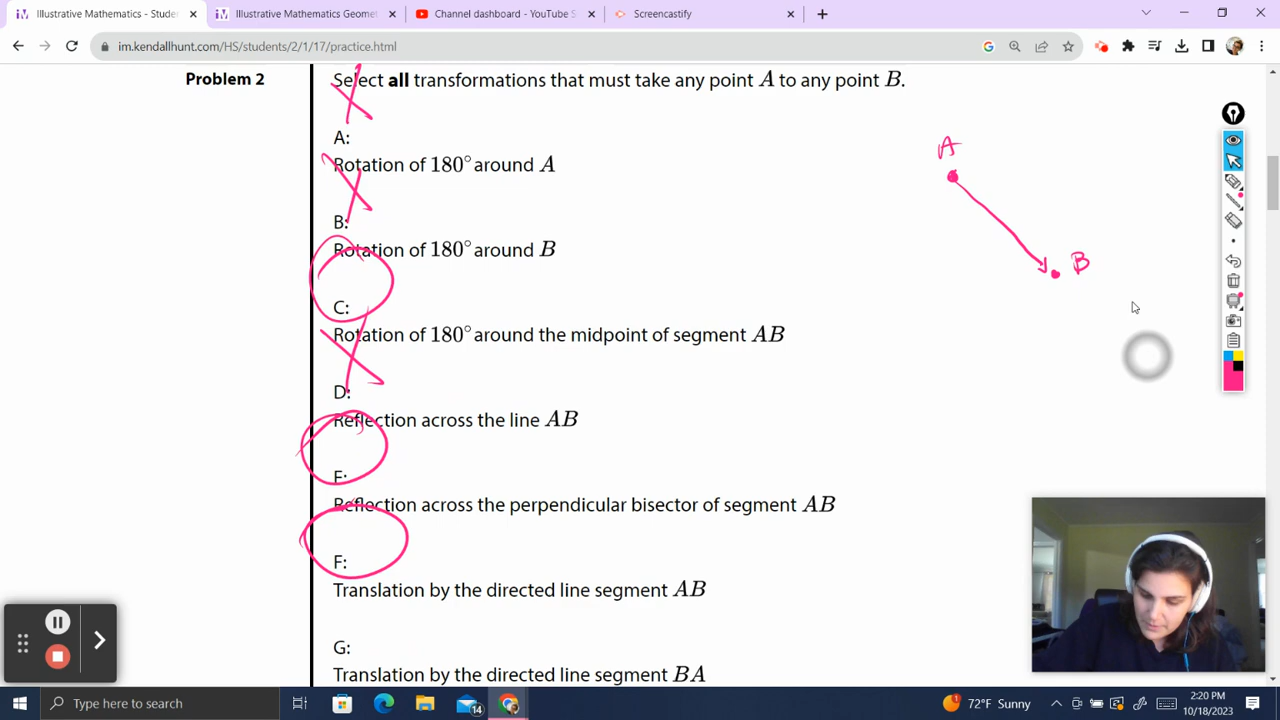 Illustrative Mathematics - Studen
Illustrative Mathematics Geomet
Channel dashboard - YouTube S
Screencastify
im.kendallhunt.com/HS/students/2/1/17/practice.html
Problem 2
Select all transformations that must take any point A to any point B.
A:
Rotation of 180° around A
B:
Rotation of 180° around B
C:
Rotation of 180° around the midpoint of segment AB
D:
Reflection across the line AB
E:
Reflection across the perpendicular bisector of segment AB
F:
Translation by the directed line segment AB
G:
Translation by the directed line segment BA
A
B
Type here to search
14
1
72°F Sunny
2:20 PM
10/18/2023